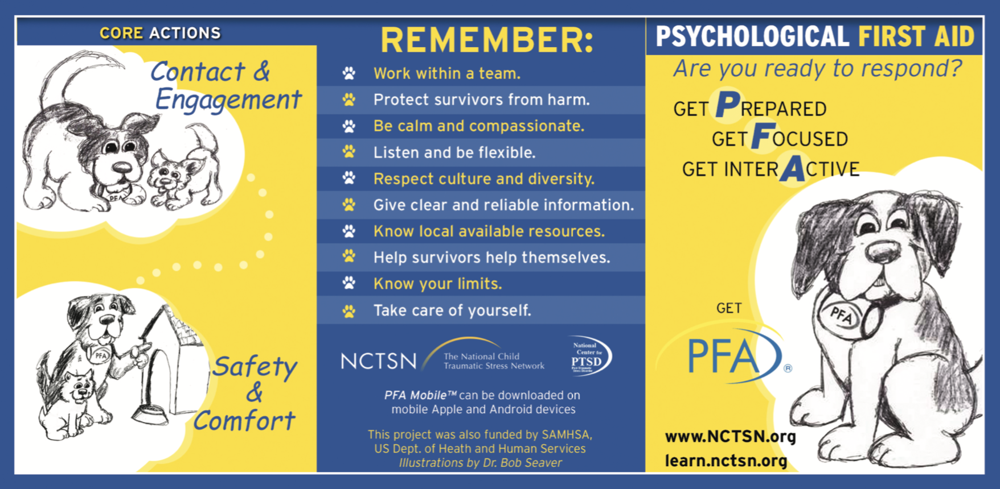 CORE ACTIONS
Contact &
Engagement
PFA
Safety
&
Comfort
PFA
REMEMBER:
Work within a team.
Protect survivors from harm.
Be calm and compassionate.
Listen and be flexible.
Respect culture and diversity.
Give clear and reliable information.
Know local available resources.
Help survivors help themselves.
Know your limits.
Take care of yourself.
NCTSN
The National Child
Traumatic Stress Network
National
Center for
PTSD
Post Traumatic
Stress Disorder
PFA Mobile™ can be downloaded on
mobile Apple and Android devices
This project was also funded by SAMHSA,
US Dept. of Heath and Human Services
Illustrations by Dr. Bob Seaver
PSYCHOLOGICAL FIRST AID
Are you ready to respond?
GET PREPARED
GET FOCUSED
GET INTERACTIVE
PFA
GET
PFA®
www.NCTSN.org
learn.nctsn.org